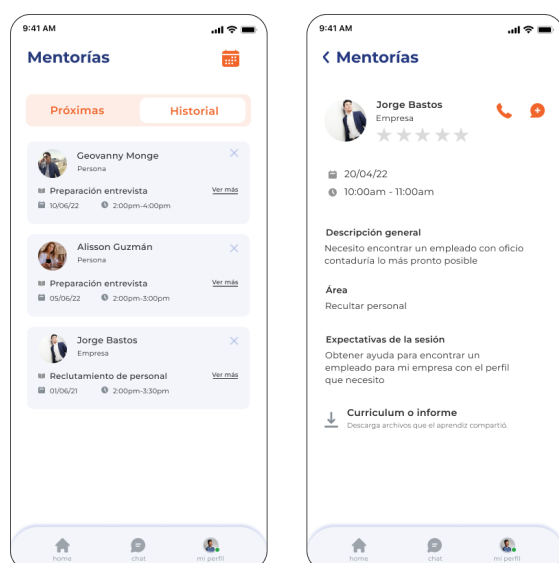 9:41 AM
Mentorías
Próximas
Historial
Geovanny Monge
Persona
Preparación entrevista
Ver más
10/06/22
2:00pm-4:00pm
Alisson Guzmán
Persona
Preparación entrevista
Ver más
05/06/22
2:00pm-3:00pm
Jorge Bastos
Empresa
Reclutamiento de personal
Ver más
01/06/21
2:00pm-3:30pm
home
chat
mi perfil
9:41 AM
Mentorías
Jorge Bastos
Empresa
20/04/22
10:00am - 11:00am
Descripción general
Necesito encontrar un empleado con oficio
contaduría lo más pronto posible
Área
Recultar personal
Expectativas de la sesión
Obtener ayuda para encontrar un
empleado para mi empresa con el perfil
que necesito
Curriculum o informe
Descarga archivos que el aprendiz compartió.
home
chat
mi perfil